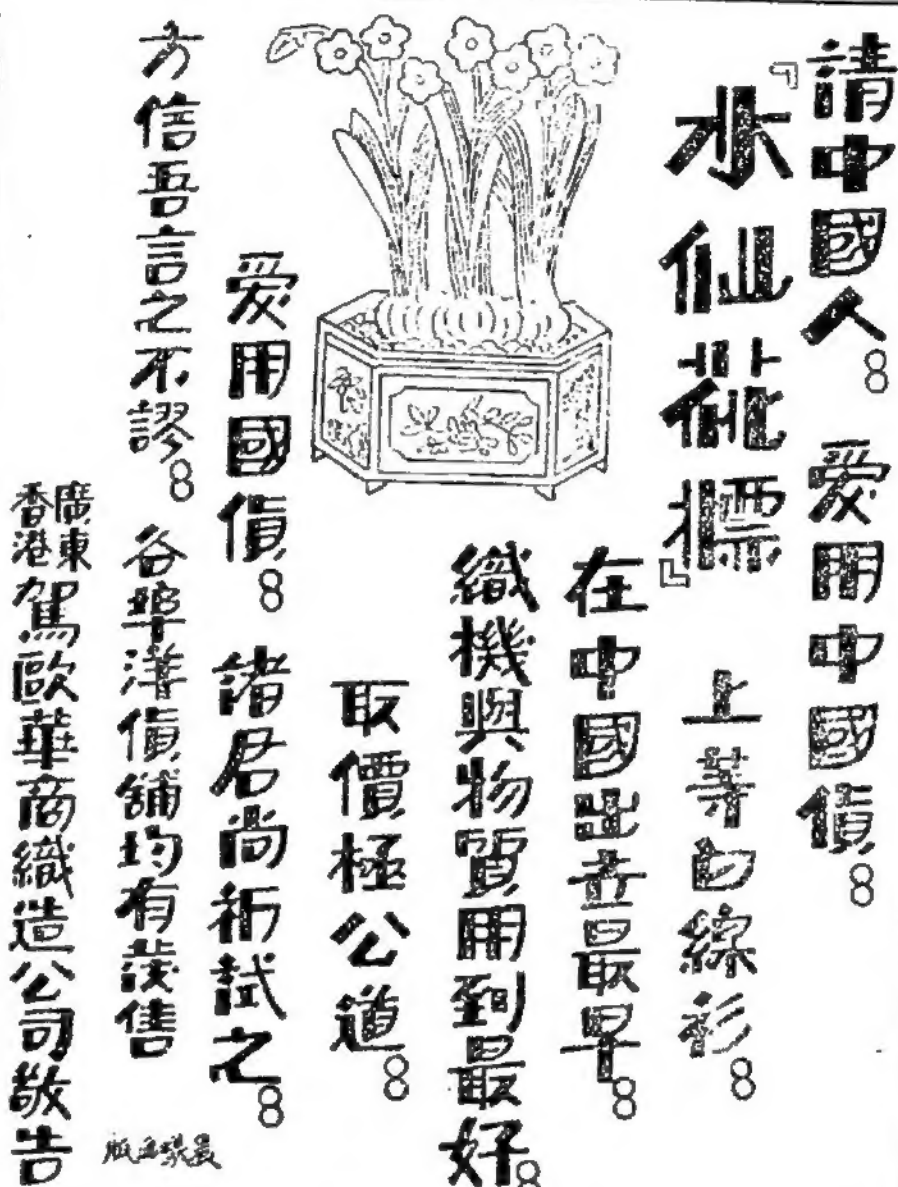 請中國人。愛用中國貨。
『水仙花標』
上等白線衫。
在中國出世最早。
織機與物質用到最好。
取價極公道。
愛用國貨。諸君尚祈試之。
方信吾言之不謬。各埠洋貨舖均有發售
廣東
香港
駕歐華商織造公司敬告